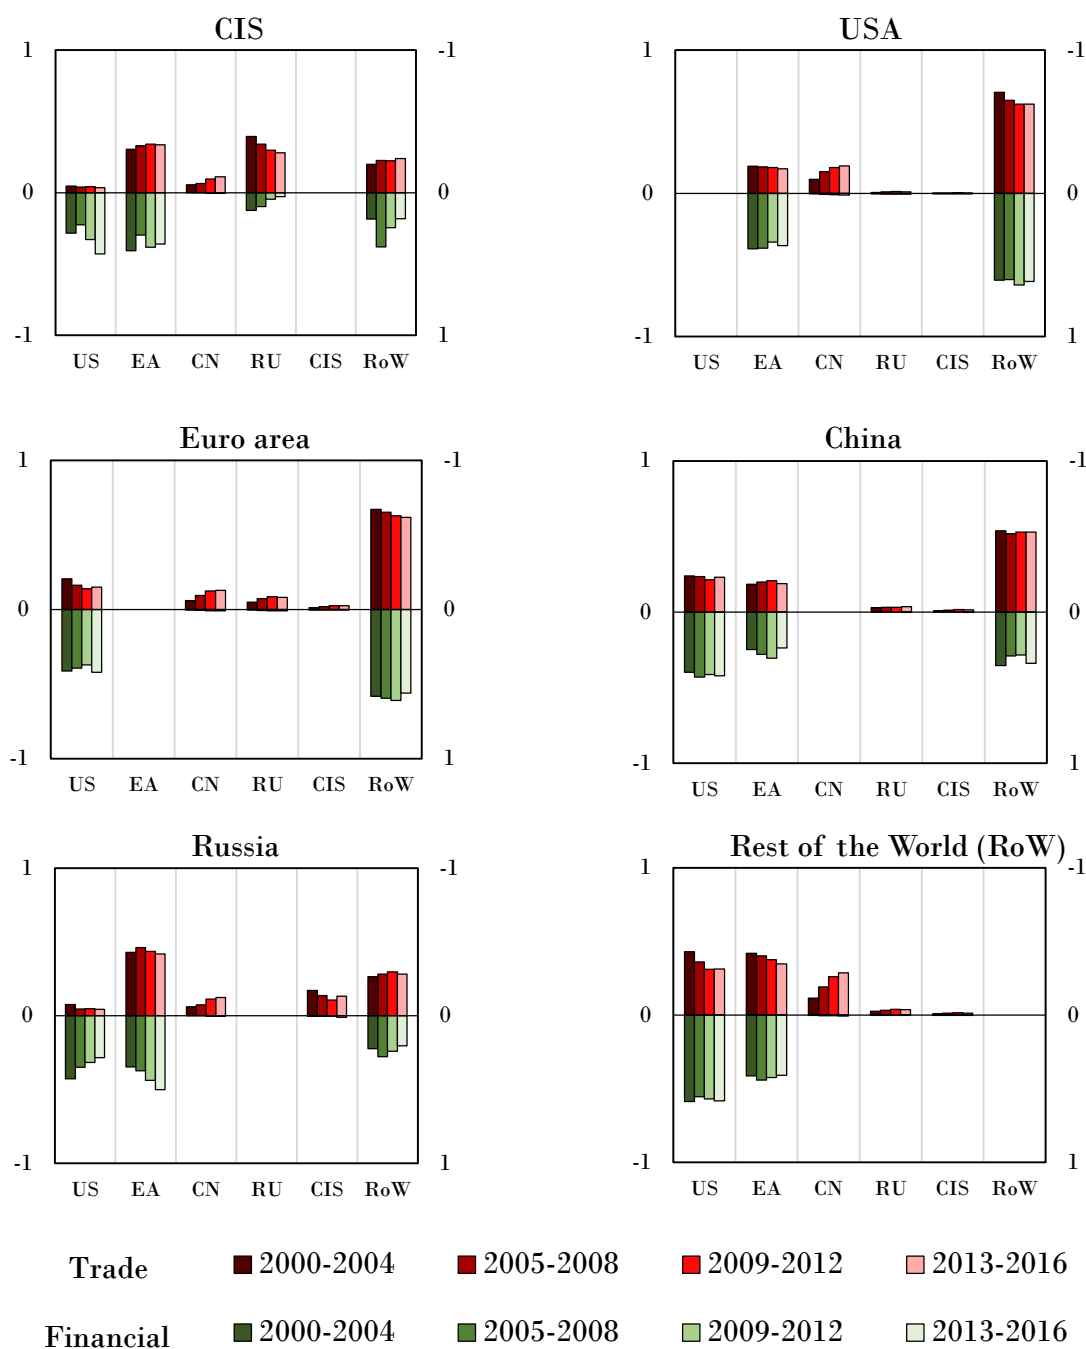 CIS
USA
1
-1
1
-1
0
0
0
0
-1
1
-1
1
US EA CN RU CIS RoW
US EA CN RU CIS RoW
Euro area
China
1
-1
1
-1
0
0
0
0
-1
1
-1
1
US EA CN RU CIS RoW
US EA CN RU CIS RoW
Russia
Rest of the World (RoW)
1
-1
1
-1
0
0
0
0
-1
1
-1
1
US EA CN RU CIS RoW
US EA CN RU CIS RoW
Trade 2000-2004 2005-2008 2009-2012 2013-2016
Financial 2000-2004 2005-2008 2009-2012 2013-2016